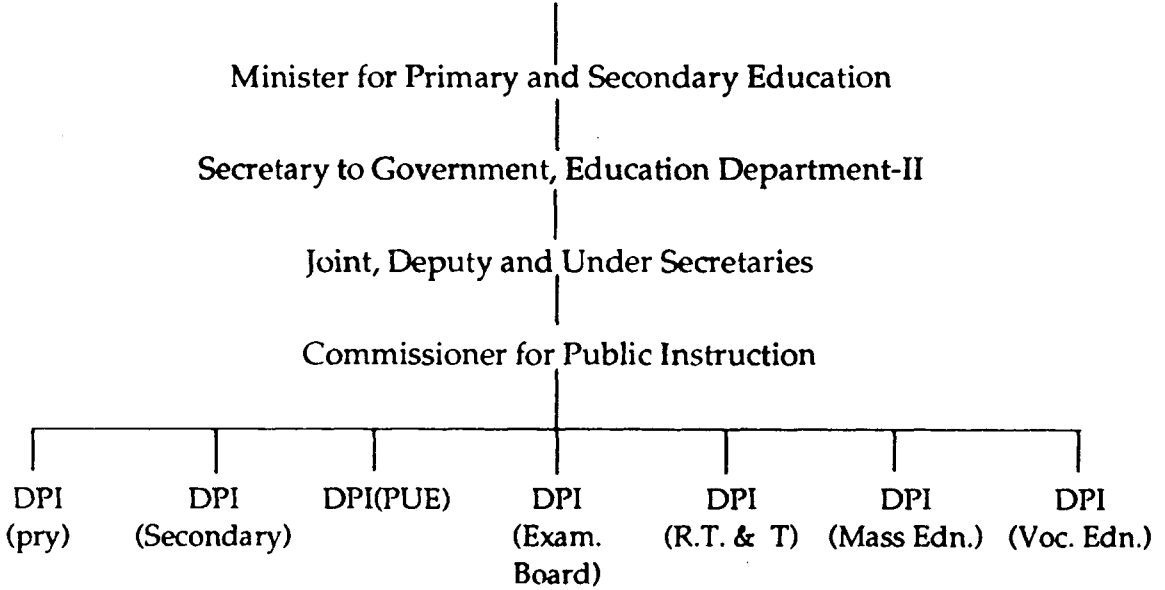 Minister for Primary and Secondary Education
Secretary to Government, Education Department-II
Joint, Deputy and Under Secretaries
Commissioner for Public Instruction
DPI
(pry)
DPI
(Secondary)
DPI(PUE)
DPI
(Exam.
Board)
DPI
(R.T. & T)
DPI
(Mass Edn.)
DPI
(Voc. Edn.)